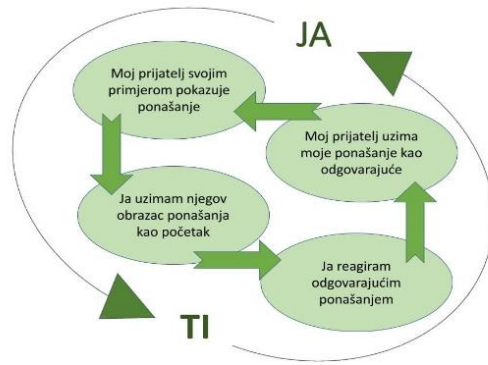 JA
Moj prijatelj svojim
primjerom pokazuje
ponašanje
Moj prijatelj uzima
moje ponašanje kao
odgovarajuće
Ja uzimam njegov
obrazac ponašanja
kao početak
Ja reagiram
odgovarajućim
ponašanjem
TI